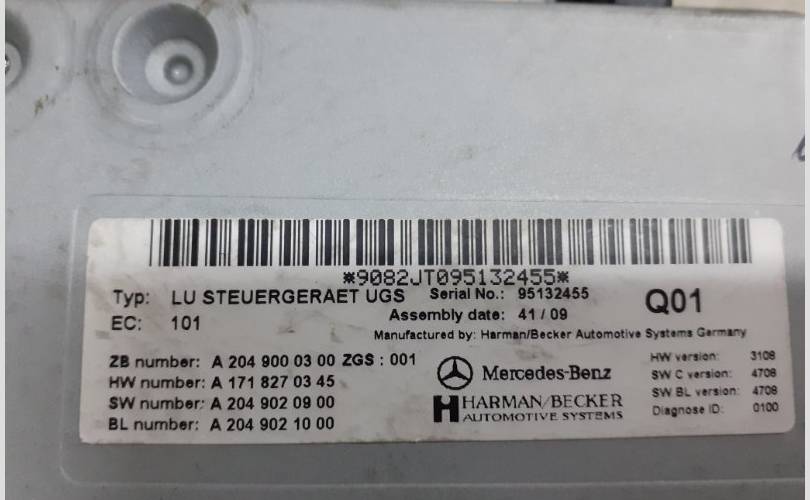 *9082JT095132455*
Typ: LU STEUERGERAET UGS Serial No.: 95132455
Q01
Assembly date: 41 / 09
EC: 101
Manufactured by: Harman/Becker Automotive Systems Germany
ZB number: A 204 900 03 00 ZGS : 001
HW number: A 171 827 03 45
SW number: A 204 902 09 00
BL number: A 204 902 10 00
Mercedes-Benz
HARMAN/BECKER
AUTOMOTIVE SYSTEMS
HW version: 3108
SW C version: 4708
SW BL version: 4708
Diagnose ID: 0100